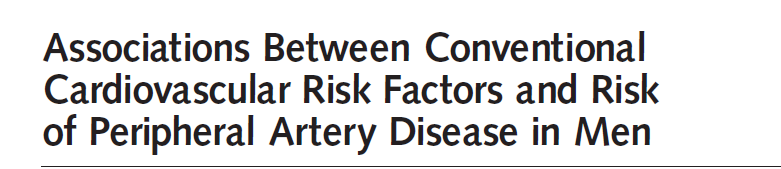 Associations Between Conventional
Cardiovascular Risk Factors and Risk
of Peripheral Artery Disease in Men